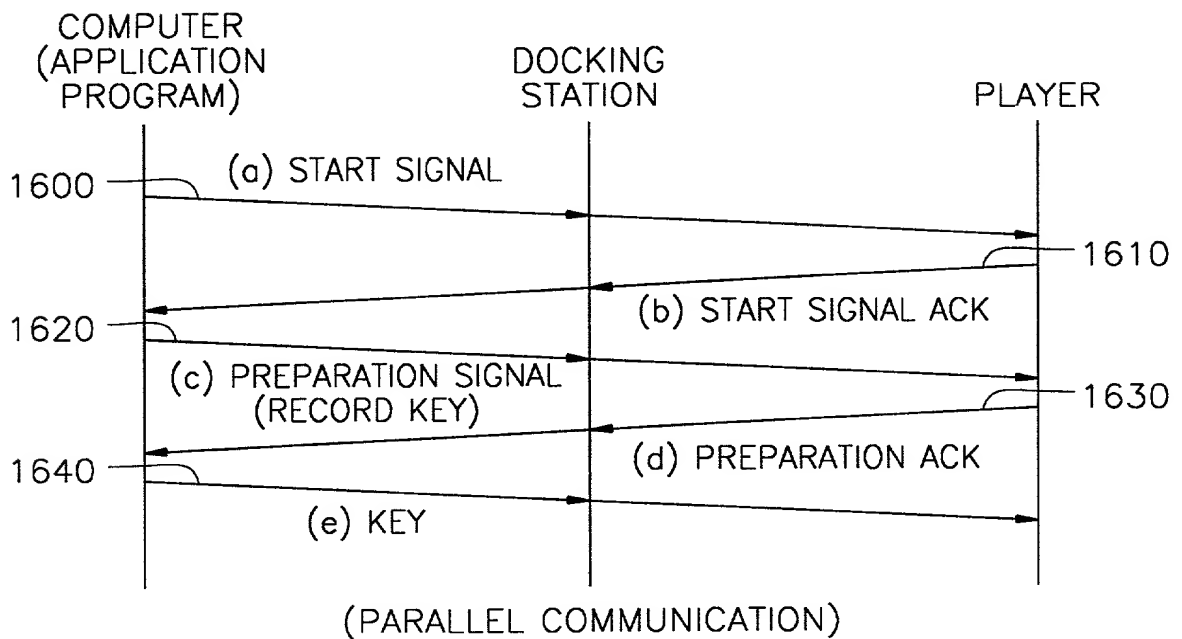 COMPUTER
(APPLICATION
PROGRAM)
DOCKING
STATION
PLAYER
1600
(a) START SIGNAL
1610
(b) START SIGNAL ACK
1620
(c) PREPARATION SIGNAL
(RECORD KEY)
1630
(d) PREPARATION ACK
1640
(e) KEY
(PARALLEL COMMUNICATION)